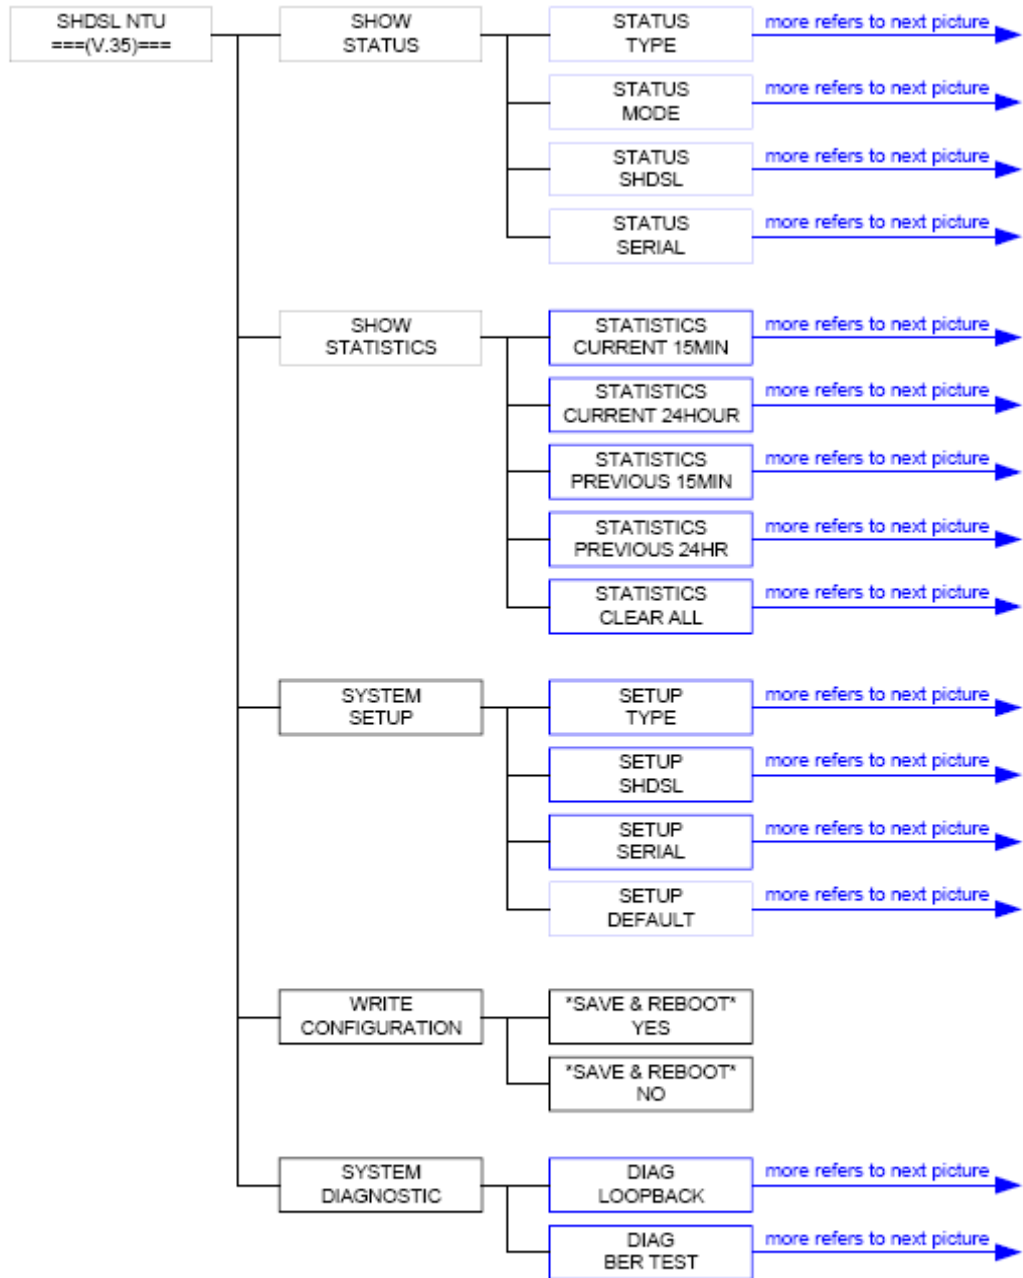 SHDSL NTU
===(V.35)===
SHOW
STATUS
STATUS
TYPE
more refers to next picture
STATUS
MODE
more refers to next picture
STATUS
SHDSL
more refers to next picture
STATUS
SERIAL
more refers to next picture
SHOW
STATISTICS
STATISTICS
CURRENT 15MIN
more refers to next picture
STATISTICS
CURRENT 24HOUR
more refers to next picture
STATISTICS
PREVIOUS 15MIN
more refers to next picture
STATISTICS
PREVIOUS 24HR
more refers to next picture
STATISTICS
CLEAR ALL
more refers to next picture
SYSTEM
SETUP
SETUP
TYPE
more refers to next picture
SETUP
SHDSL
more refers to next picture
SETUP
SERIAL
more refers to next picture
SETUP
DEFAULT
more refers to next picture
WRITE
CONFIGURATION
*SAVE & REBOOT*
YES
*SAVE & REBOOT*
NO
SYSTEM
DIAGNOSTIC
DIAG
LOOPBACK
more refers to next picture
DIAG
BER TEST
more refers to next picture